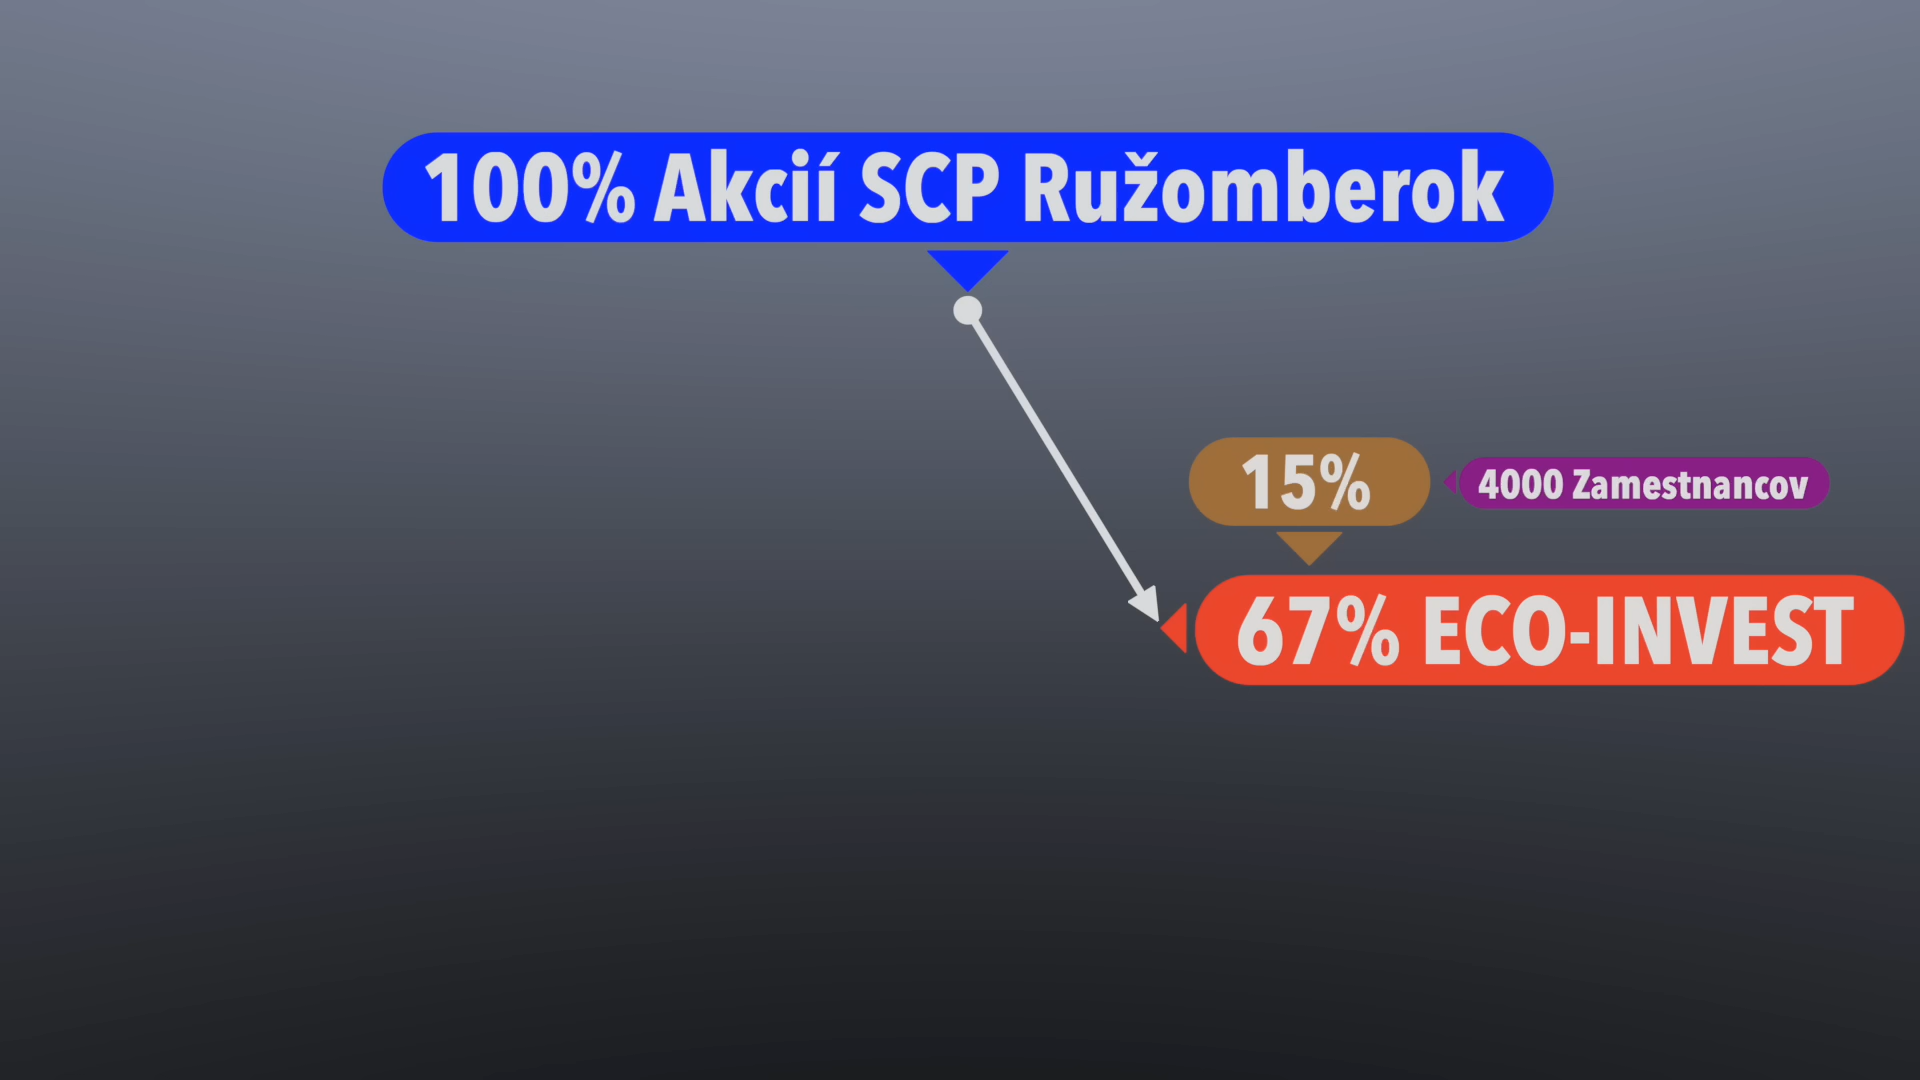 100% Akcií SCP Ružomberok
15%
4000 Zamestnancov
67% ECO-INVEST